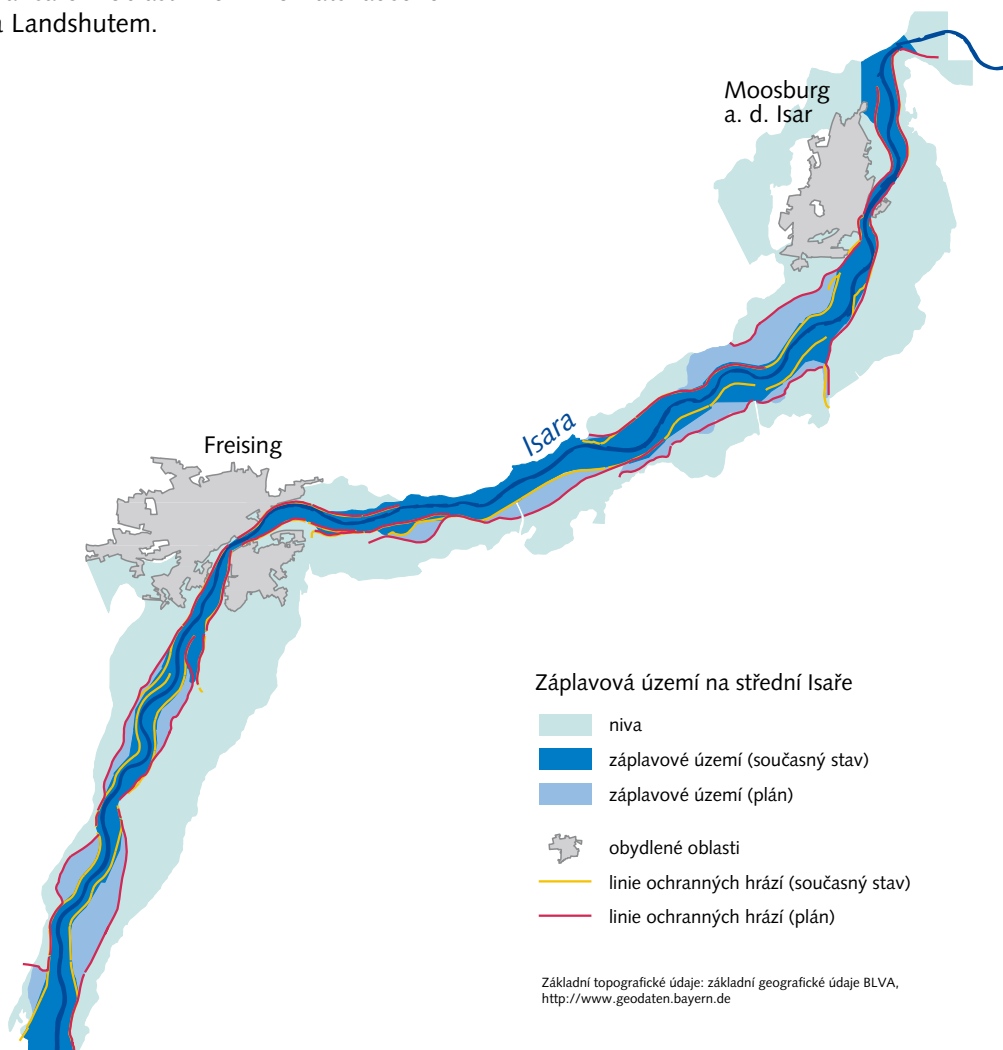 a Landshutem.
Moosburg
a. d. Isar
Freising
Isara
Záplavová území na střední Isaře
niva
záplavové území (současný stav)
záplavové území (plán)
obydlené oblasti
linie ochranných hrází (současný stav)
linie ochranných hrází (plán)
Základní topografické údaje: základní geografické údaje BLVA,
http://www.geodaten.bayern.de